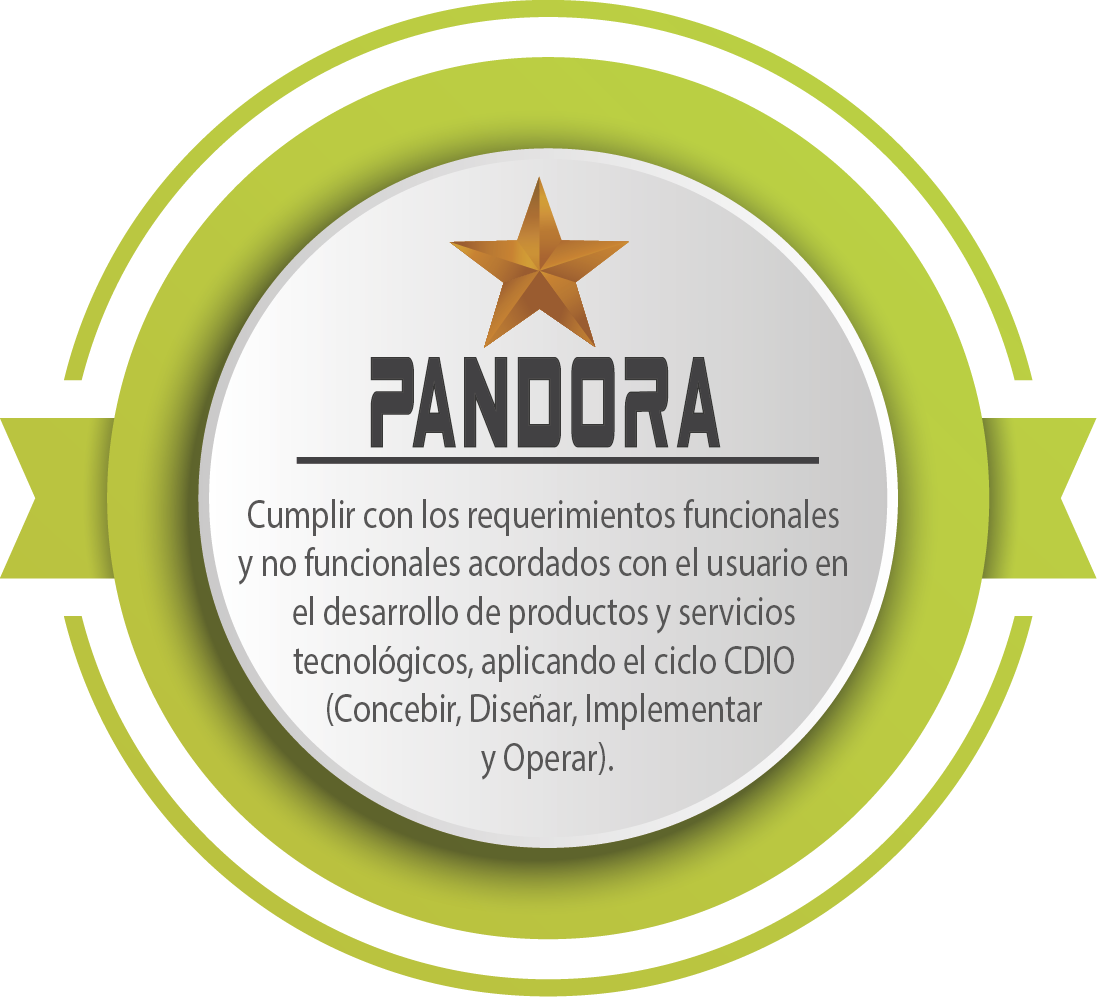 PANDORA
Cumplir con los requerimientos funcionales
y no funcionales acordados con el usuario en
el desarrollo de productos y servicios
tecnológicos, aplicando el ciclo CDIO
(Concebir, Diseñar, Implementar
y Operar).